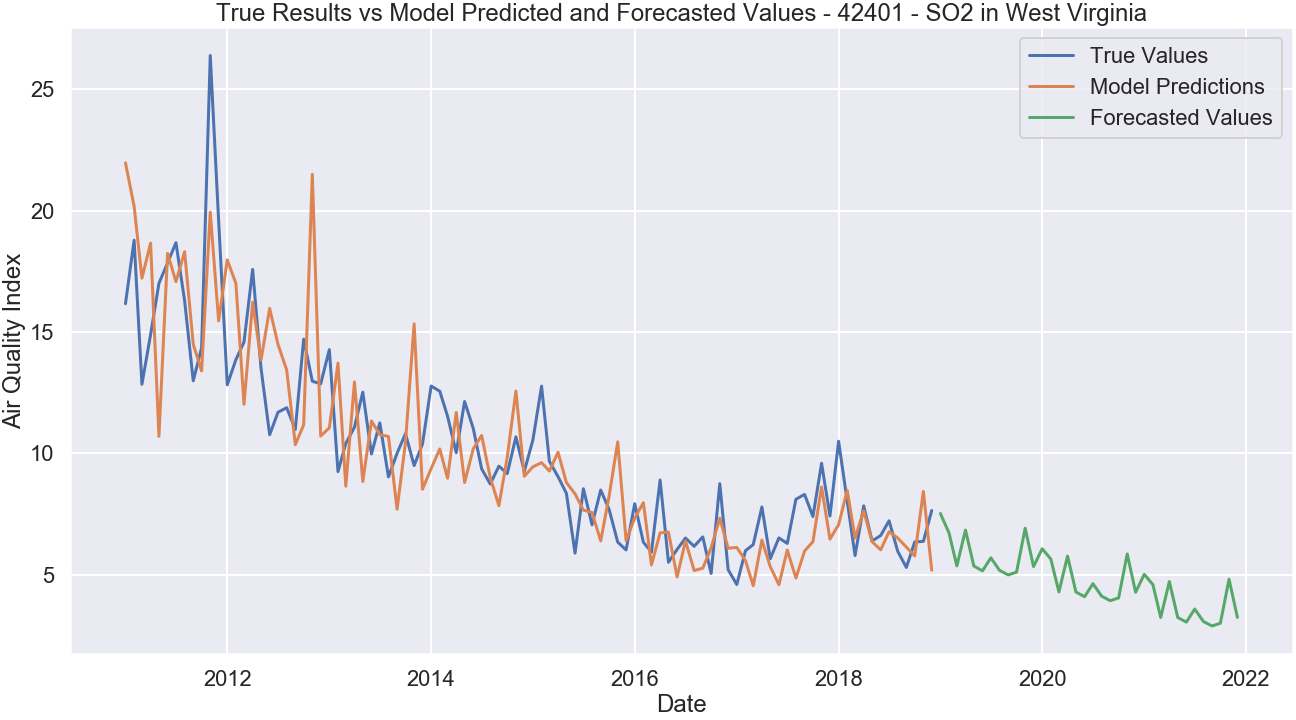 True Results vs Model Predicted and Forecasted Values - 42401 - SO2 in West Virginia
True Values
Model Predictions
Forecasted Values
Air Quality Index
25
20
15
10
5
2012 2014 2016 2018 2020 2022
Date